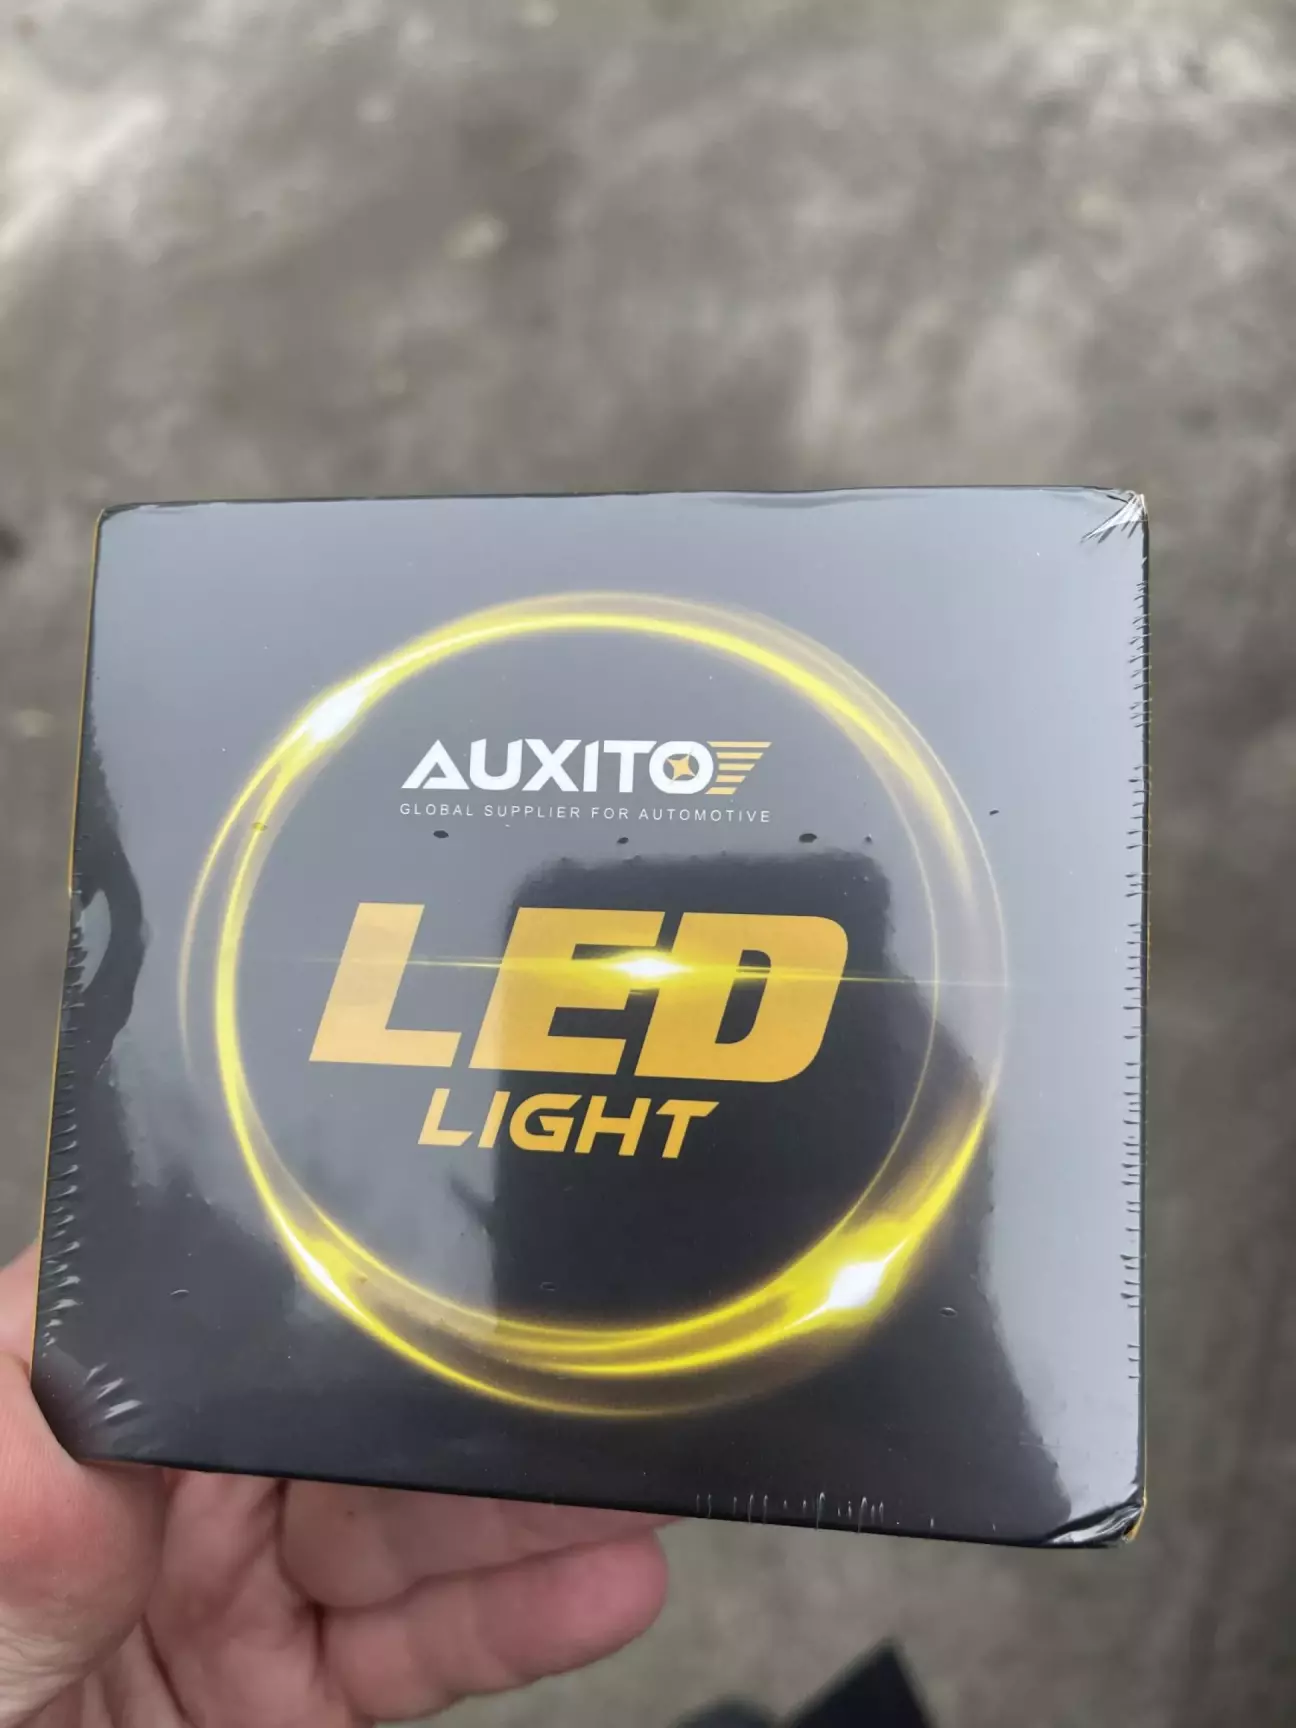 AUXITO
GLOBAL SUPPLIER FOR AUTOMOTIVE
LED
LIGHT